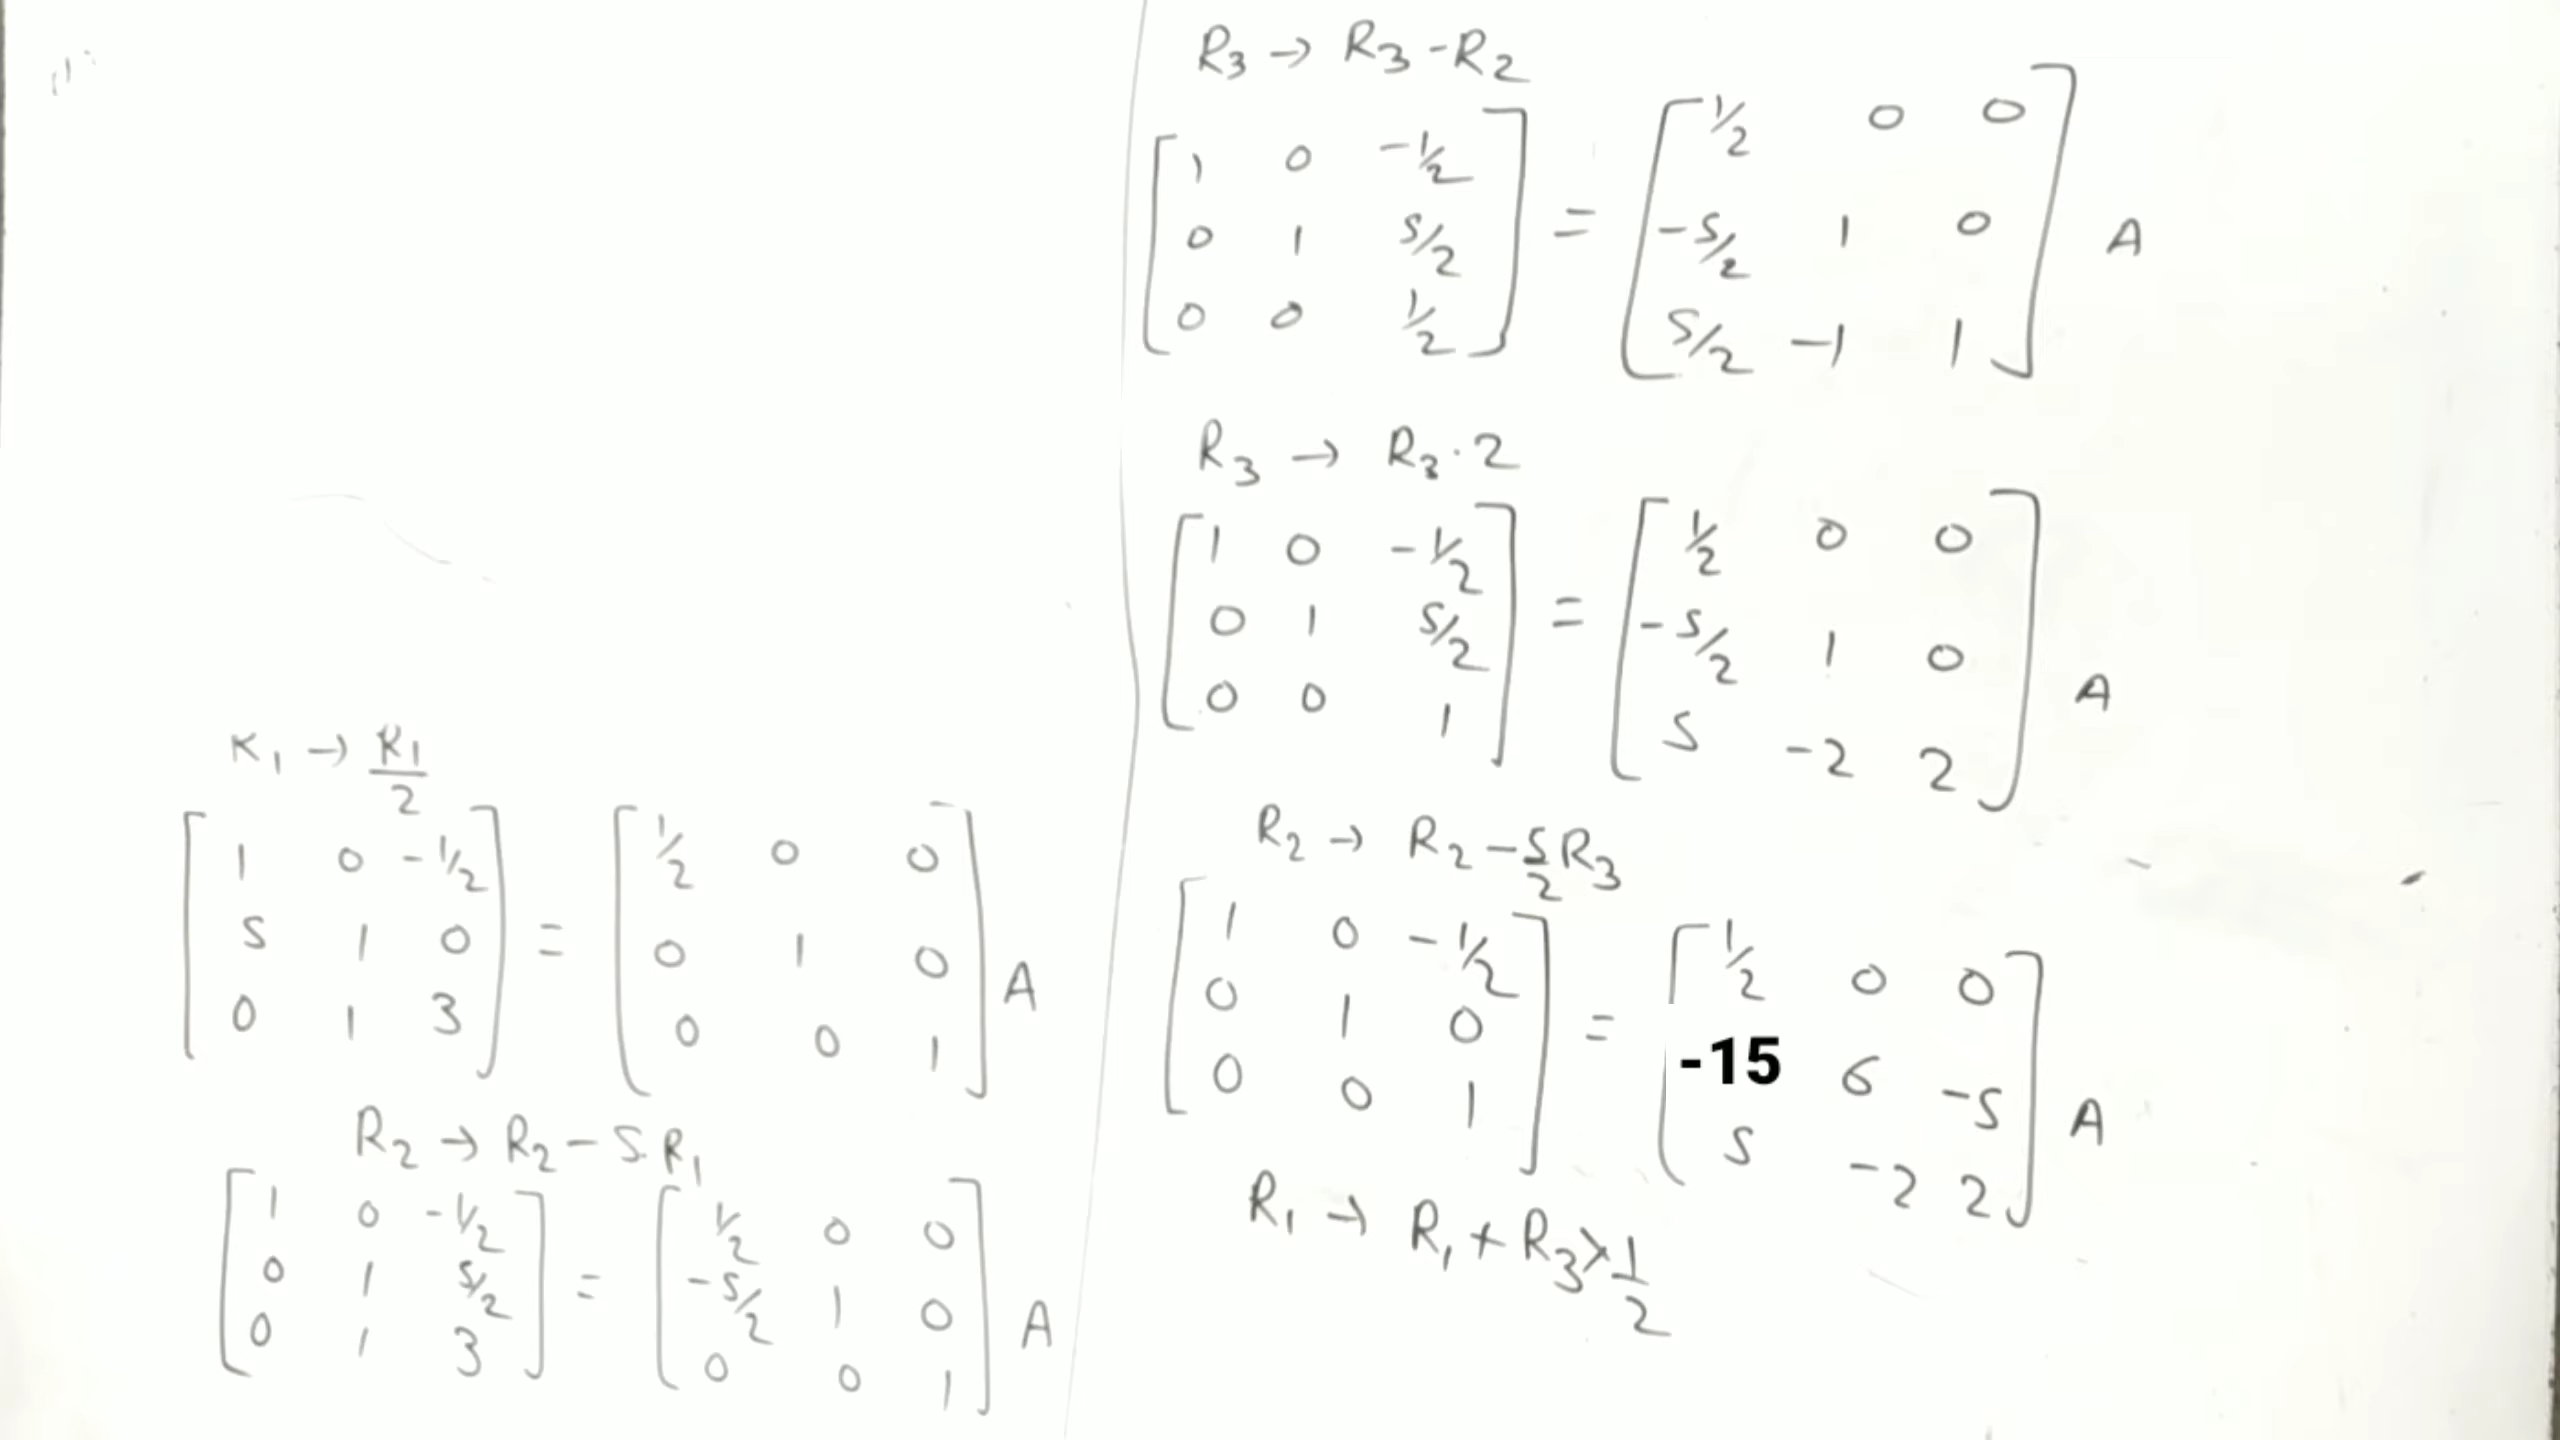 R₁ → R₁/2
[1 0 -1/2; 5 1 0; 0 1 3] = [1/2 0 0; 0 1 0; 0 0 1] A
R₂ → R₂ - 5R₁
[1 0 -1/2; 0 1 5/2; 0 1 3] = [1/2 0 0; -5/2 1 0; 0 0 1] A
R₃ → R₃ - R₂
[1 0 -1/2; 0 1 5/2; 0 0 1/2] = [1/2 0 0; -5/2 1 0; 5/2 -1 1] A
R₃ → R₃ · 2
[1 0 -1/2; 0 1 5/2; 0 0 1] = [1/2 0 0; -5/2 1 0; 5 -2 2] A
R₂ → R₂ - 5/2 R₃
[1 0 -1/2; 0 1 0; 0 0 1] = [1/2 0 0; -15 6 -5; 5 -2 2] A
R₁ → R₁ + R₃ × 1/2